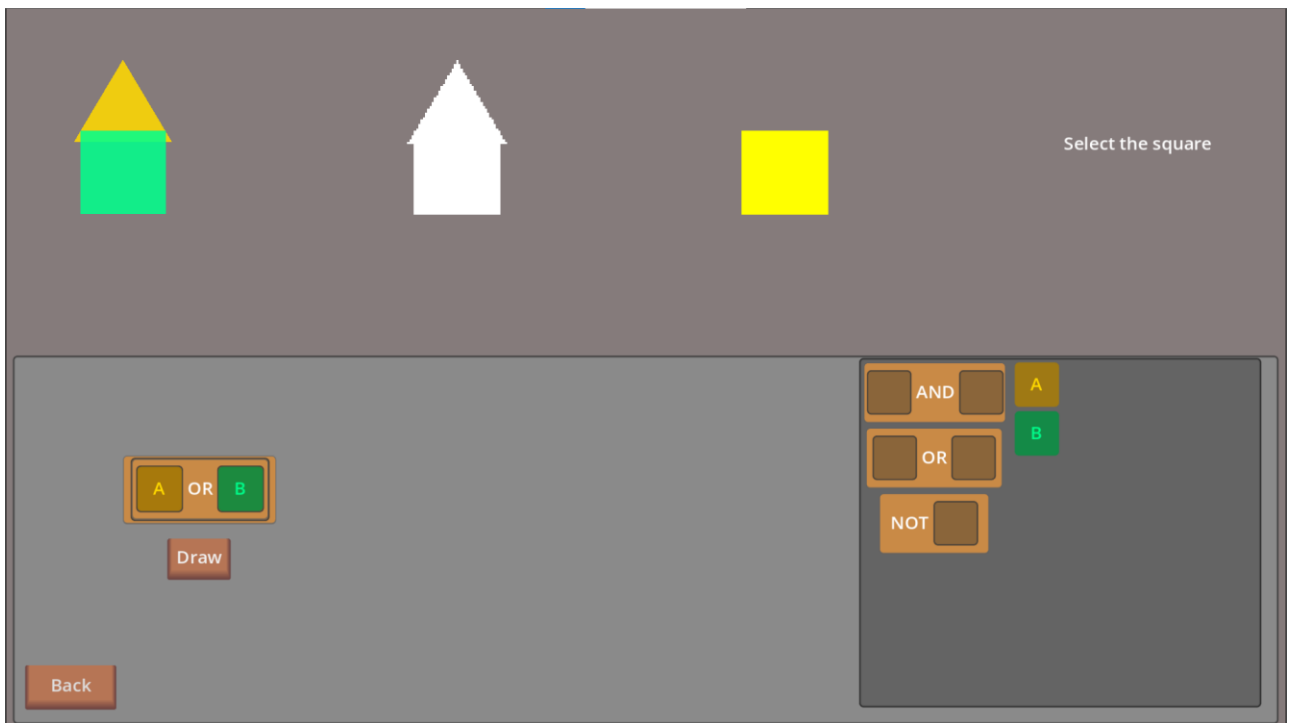 Select the square
AND
A
B
OR
NOT
A OR B
Draw
Back